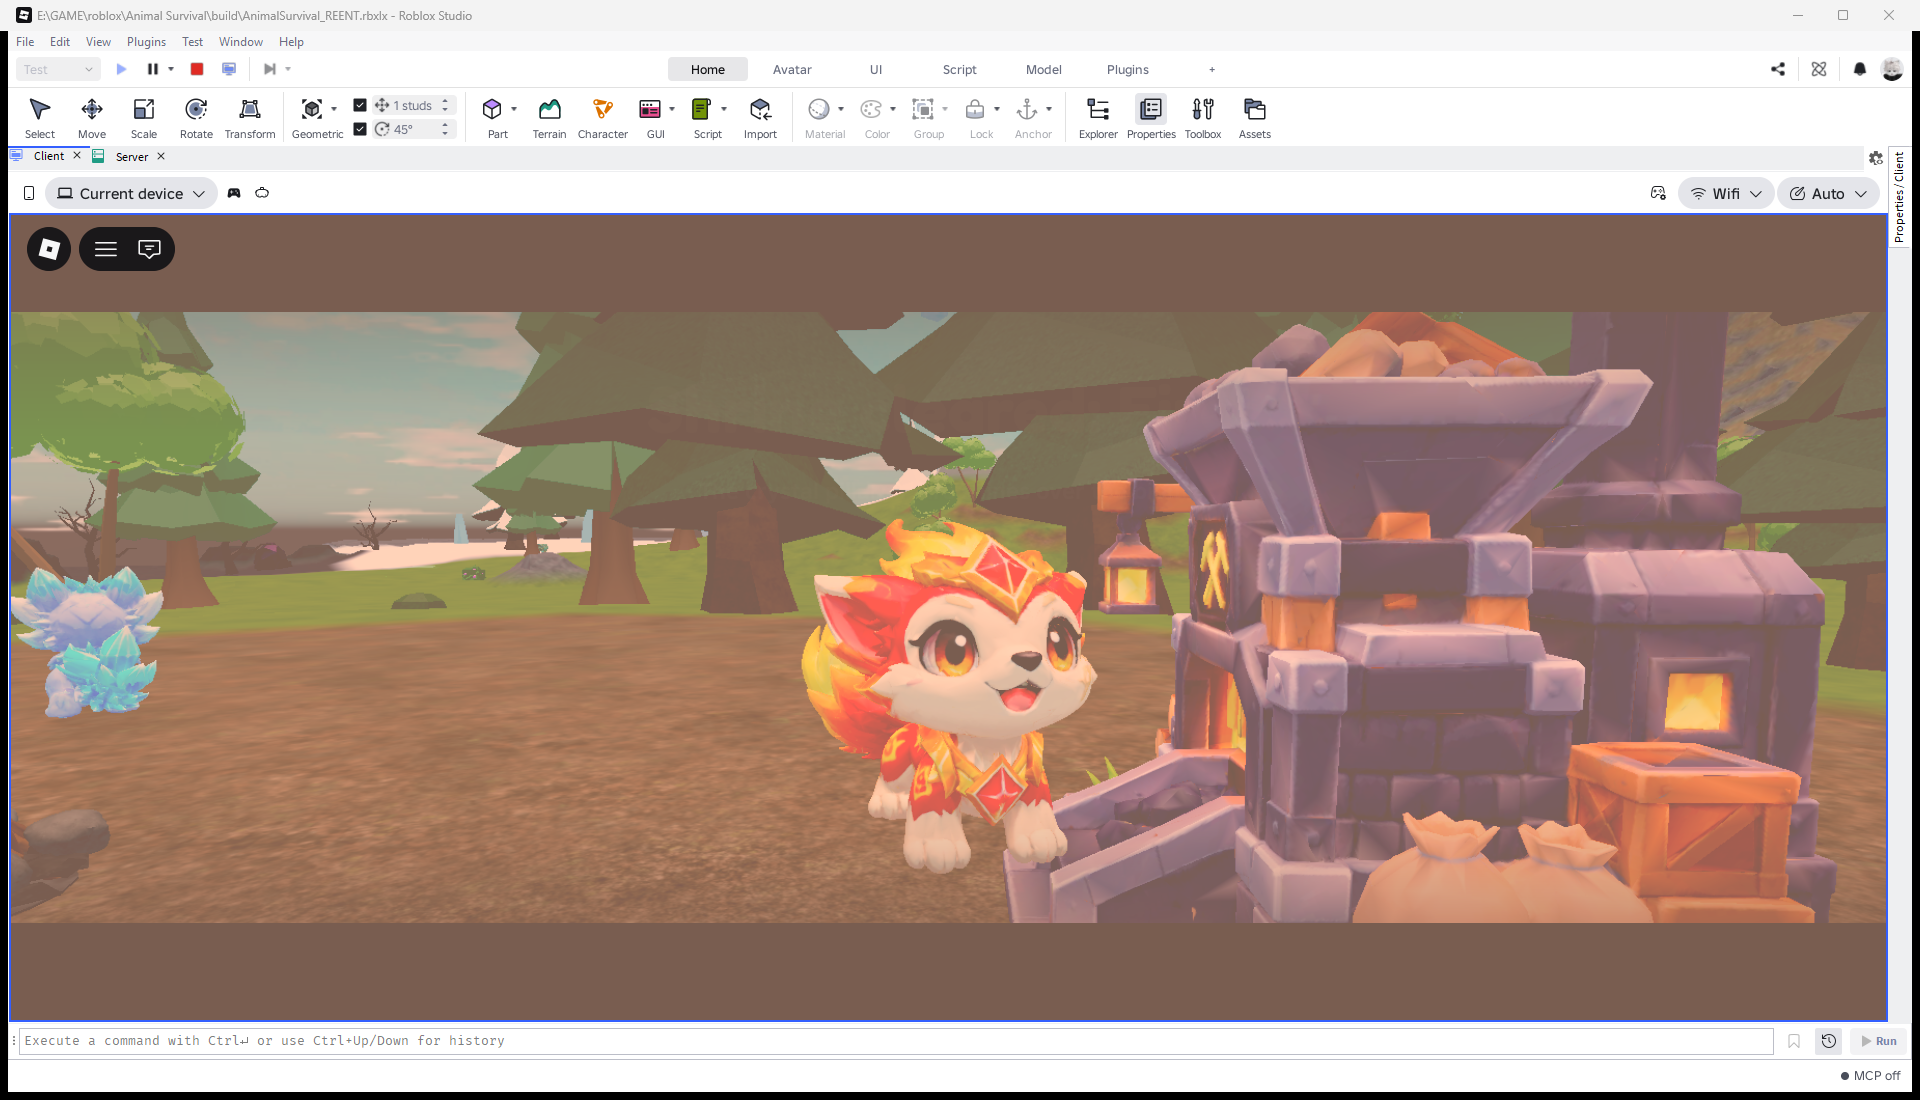 E:\GAME\roblox\Animal Survival\build\AnimalSurvival_REENT.rbxlx - Roblox Studio
File Edit View Plugins Test Window Help
Test
Home Avatar UI Script Model Plugins +
Select Move Scale Rotate Transform Geometric 1 studs 45° Part Terrain Character GUI Script Import Material Color Group Lock Anchor Explorer Properties Toolbox Assets
Client Server
Current device Wifi Auto
Properties / Client
Execute a command with Ctrl↵ or use Ctrl+Up/Down for history
Run
MCP off